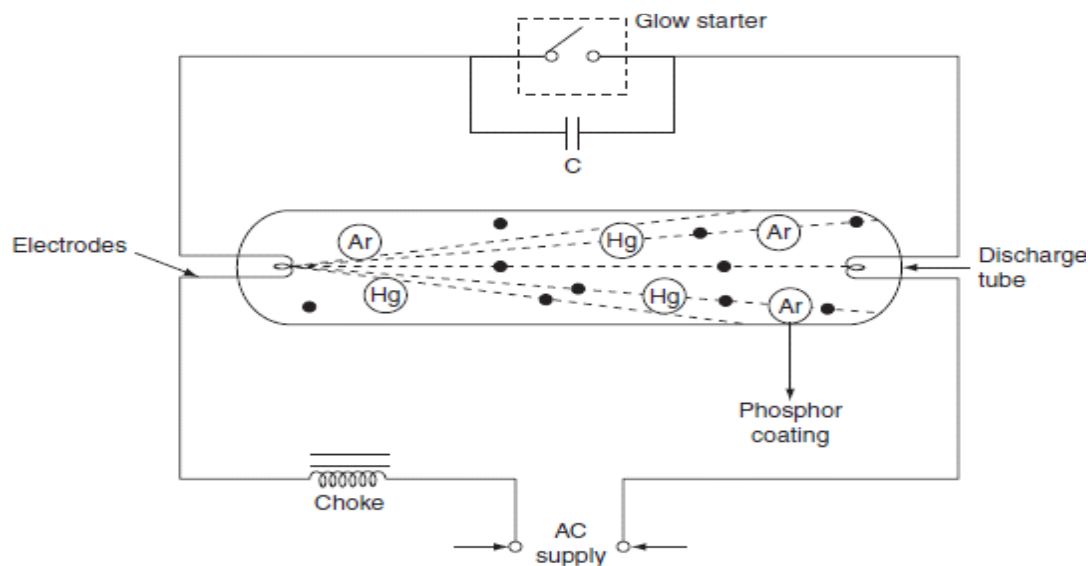 Glow starter
C
Ar
Hg
Ar
Electrodes
Discharge
tube
Hg
Hg
Ar
Phosphor
coating
Choke
AC
supply